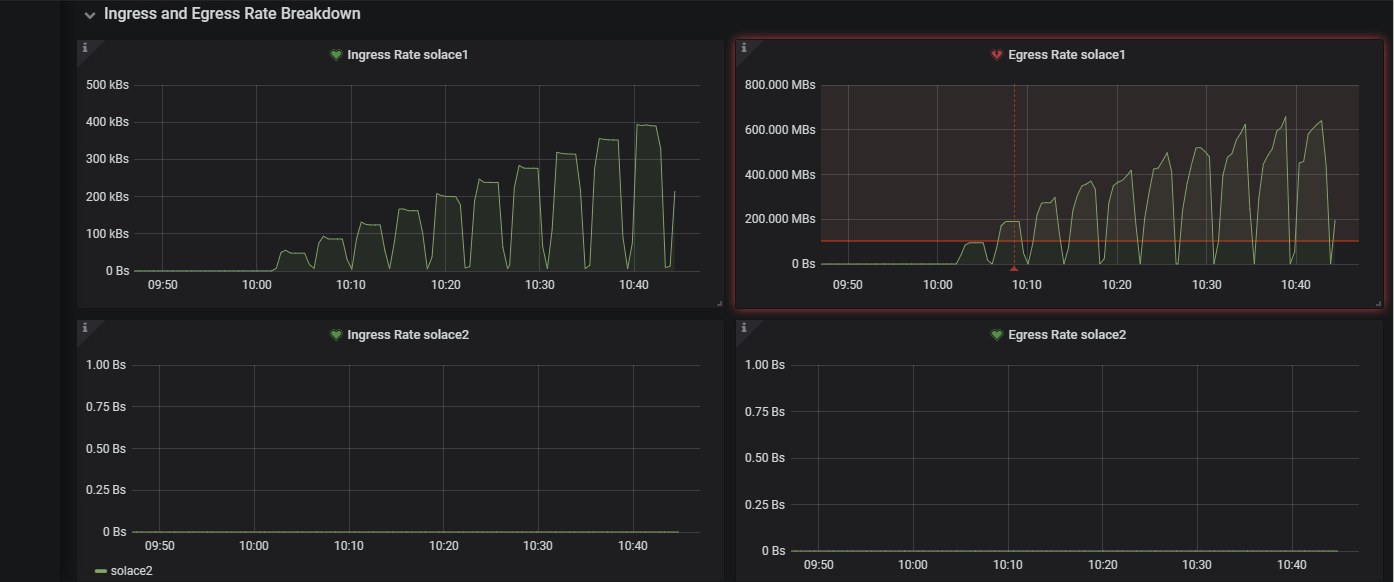 Ingress and Egress Rate Breakdown
i
Ingress Rate solace1
500 kBs
400 kBs
300 kBs
200 kBs
100 kBs
0 Bs
09:50 10:00 10:10 10:20 10:30 10:40
i
Egress Rate solace1
800.000 MBs
600.000 MBs
400.000 MBs
200.000 MBs
0 Bs
09:50 10:00 10:10 10:20 10:30 10:40
i
Ingress Rate solace2
1.00 Bs
0.75 Bs
0.50 Bs
0.25 Bs
0 Bs
09:50 10:00 10:10 10:20 10:30 10:40
solace2
i
Egress Rate solace2
1.00 Bs
0.75 Bs
0.50 Bs
0.25 Bs
0 Bs
09:50 10:00 10:10 10:20 10:30 10:40